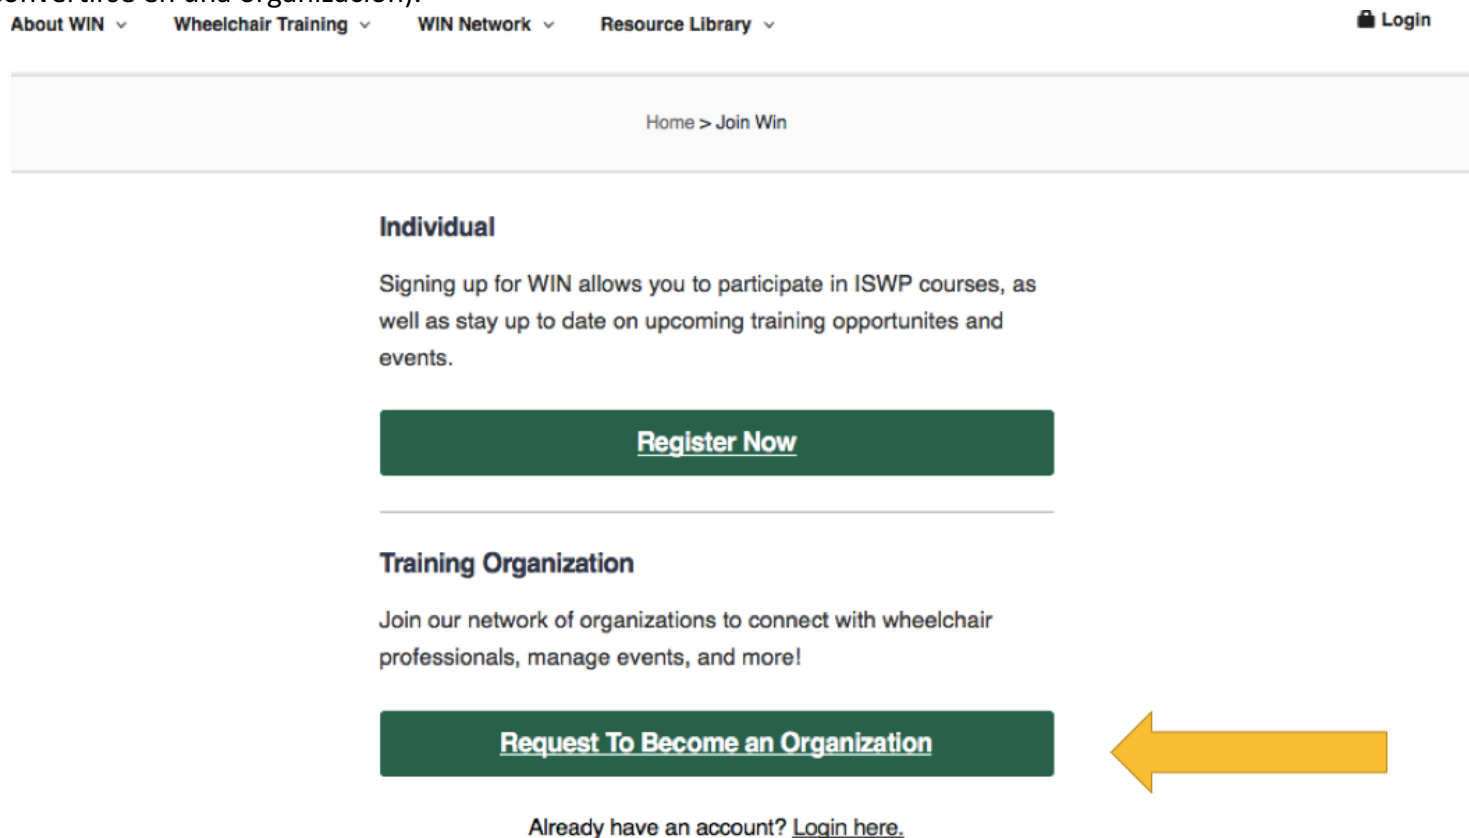 en una organización).
About WIN Wheelchair Training WIN Network Resource Library Login
Home > Join Win
Individual
Signing up for WIN allows you to participate in ISWP courses, as
well as stay up to date on upcoming training opportunites and
events.
Register Now
Training Organization
Join our network of organizations to connect with wheelchair
professionals, manage events, and more!
Request To Become an Organization
Already have an account? Login here.